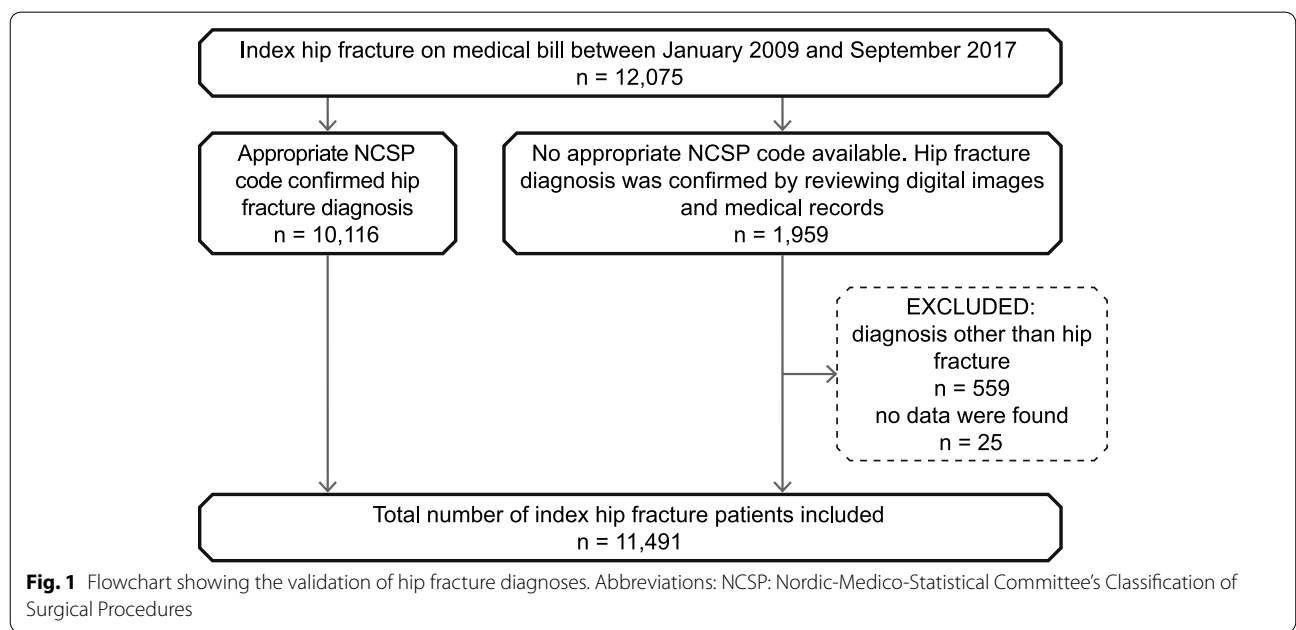 Index hip fracture on medical bill between January 2009 and September 2017
n = 12,075
Appropriate NCSP
code confirmed hip
fracture diagnosis
n = 10,116
No appropriate NCSP code available. Hip fracture
diagnosis was confirmed by reviewing digital images
and medical records
n = 1,959
EXCLUDED:
diagnosis other than hip
fracture
n = 559
no data were found
n = 25
Total number of index hip fracture patients included
n = 11,491
Fig. 1 Flowchart showing the validation of hip fracture diagnoses. Abbreviations: NCSP: Nordic-Medico-Statistical Committee’s Classification of
Surgical Procedures